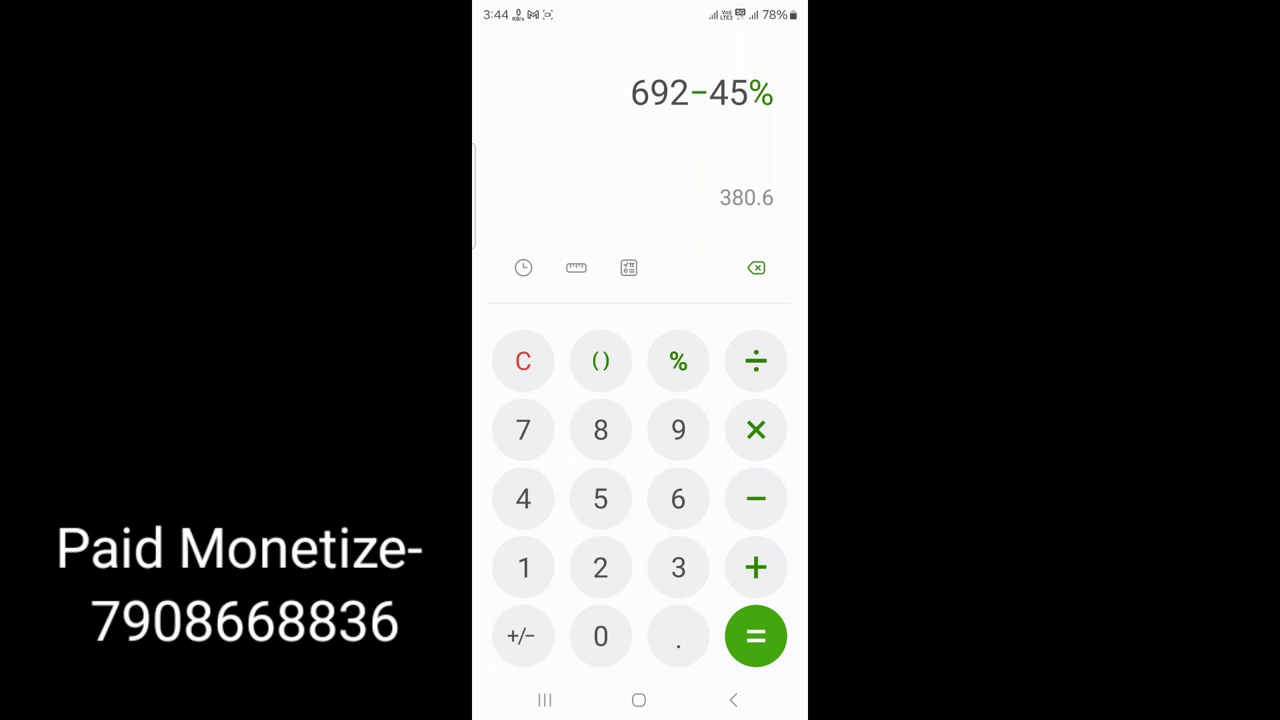 3:44 78%
692−45%
380.6
C () % ÷
7 8 9 ×
4 5 6 −
1 2 3 +
+/− 0 . =
Paid Monetize-
7908668836